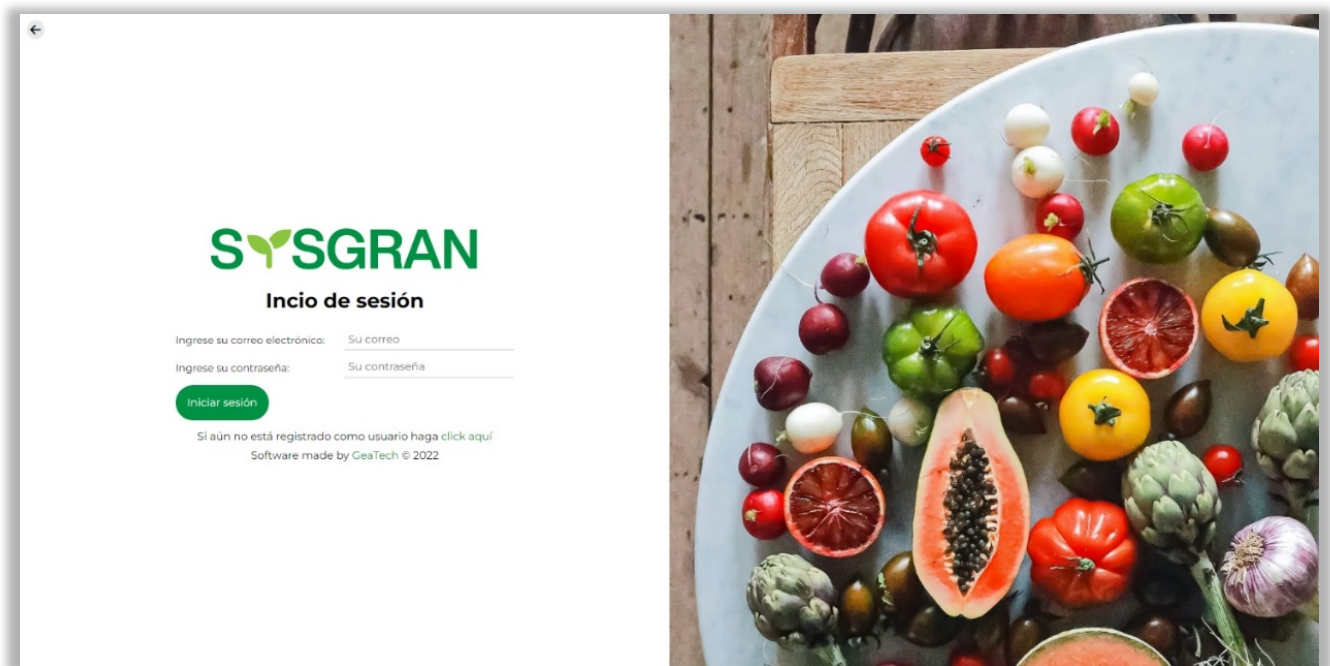 SYSGRAN
Incio de sesión
Ingrese su correo electrónico: Su correo
Ingrese su contraseña: Su contraseña
Iniciar sesión
Si aún no está registrado como usuario haga click aquí
Software made by GeaTech © 2022